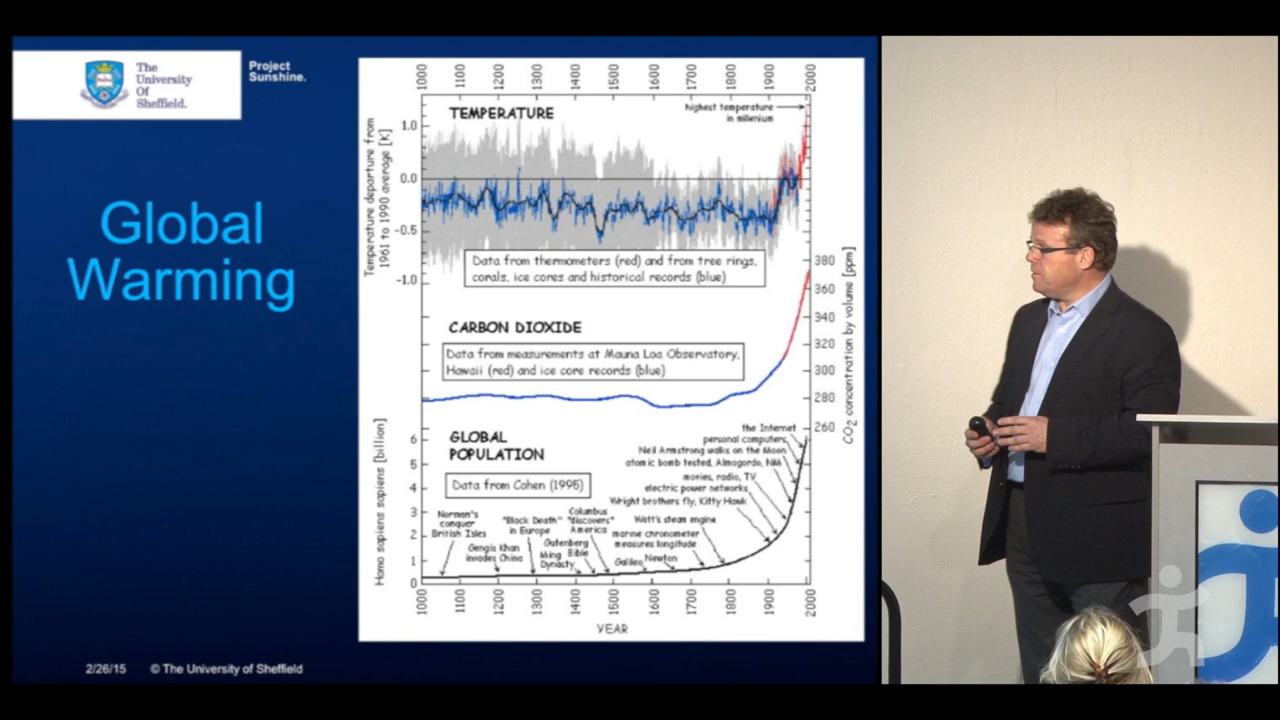 The
University
Of
Sheffield.
Project
Sunshine.
Global
Warming
1000 1100 1200 1300 1400 1500 1600 1700 1800 1900 2000
TEMPERATURE
highest temperature
in millenium
Temperature departure from
1961 to 1990 average [K]
1.0
0.0
-0.5
-1.0
Data from thermometers (red) and from tree rings,
corals, ice cores and historical records (blue)
CARBON DIOXIDE
Data from measurements at Mauna Loa Observatory,
Hawaii (red) and ice core records (blue)
380
360
340
320
300
280
260
CO2 concentration by volume [ppm]
GLOBAL
POPULATION
Data from Cohen (1995)
Homo sapiens [billion]
6
5
4
3
2
1
0
the Internet
personal computers
Neil Armstrong walks on the Moon
atomic bomb tested, Almogordo, NM
movies, radio, TV
electric power networks
Wright brothers fly, Kitty Hawk
Watt's steam engine
marine chronometer
measures longitude
Newton
Galileo
Columbus
"discovers"
America
Gutenberg
Bible
Ming
Dynasty
"Black Death"
in Europe
Gengis Khan
invades China
Norman's
conquer
British Isles
1000 1100 1200 1300 1400 1500 1600 1700 1800 1900 2000
YEAR
2/26/15 © The University of Sheffield